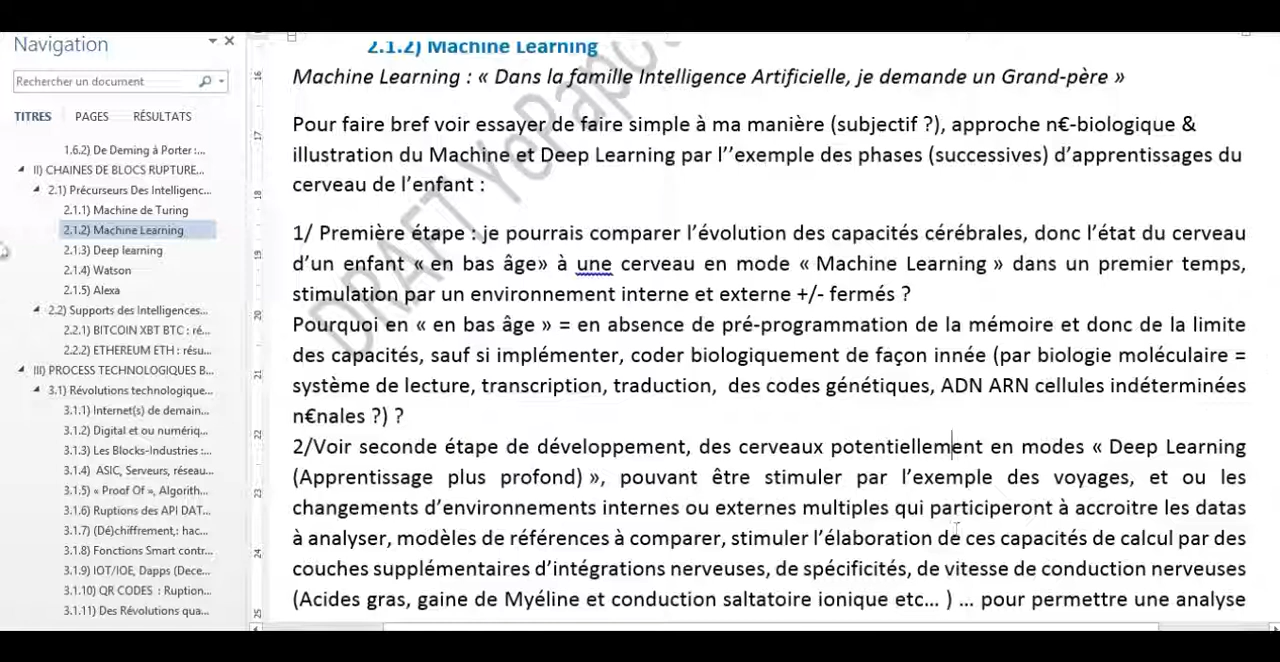 Navigation
Rechercher un document
TITRES PAGES RÉSULTATS
1.6.2) De Deming à Porter :...
II) CHAINES DE BLOCS RUPTURE...
2.1) Précurseurs Des Intelligenc...
2.1.1) Machine de Turing
2.1.2) Machine Learning
2.1.3) Deep learning
2.1.4) Watson
2.1.5) Alexa
2.2) Supports des Intelligences...
2.2.1) BITCOIN XBT BTC : ré...
2.2.2) ETHEREUM ETH : résu...
III) PROCESS TECHNOLOGIQUES B...
3.1) Révolutions technologique...
3.1.1) Internet(s) de demain...
3.1.2) Digital et ou numériq...
3.1.3) Les Blocks-Industries :...
3.1.4) ASIC, Serveurs, réseau...
3.1.5) « Proof Of », Algorith...
3.1.6) Ruptions des API DAT...
3.1.7) (Dé)chiffrement,: hac...
3.1.8) Fonctions Smart contr...
3.1.9) IOT/IOE, Dapps (Dece...
3.1.10) QR CODES : Ruption...
3.1.11) Des Révolutions qua...
2.1.2) Machine Learning
Machine Learning : « Dans la famille Intelligence Artificielle, je demande un Grand-père »
Pour faire bref voir essayer de faire simple à ma manière (subjectif ?), approche n€-biologique &
illustration du Machine et Deep Learning par l''exemple des phases (successives) d'apprentissages du
cerveau de l'enfant :
1/ Première étape : je pourrais comparer l'évolution des capacités cérébrales, donc l'état du cerveau
d'un enfant « en bas âge» à une cerveau en mode « Machine Learning » dans un premier temps,
stimulation par un environnement interne et externe +/- fermés ?
Pourquoi en « en bas âge » = en absence de pré-programmation de la mémoire et donc de la limite
des capacités, sauf si implémenter, coder biologiquement de façon innée (par biologie moléculaire =
système de lecture, transcription, traduction, des codes génétiques, ADN ARN cellules indéterminées
n€nales ?) ?
2/Voir seconde étape de développement, des cerveaux potentiellement en modes « Deep Learning
(Apprentissage plus profond) », pouvant être stimuler par l'exemple des voyages, et ou les
changements d'environnements internes ou externes multiples qui participeront à accroitre les datas
à analyser, modèles de références à comparer, stimuler l'élaboration de ces capacités de calcul par des
couches supplémentaires d'intégrations nerveuses, de spécificités, de vitesse de conduction nerveuses
(Acides gras, gaine de Myéline et conduction saltatoire ionique etc... ) ... pour permettre une analyse
16
17
18
19
20
21
22
23
24
25
DRAFT